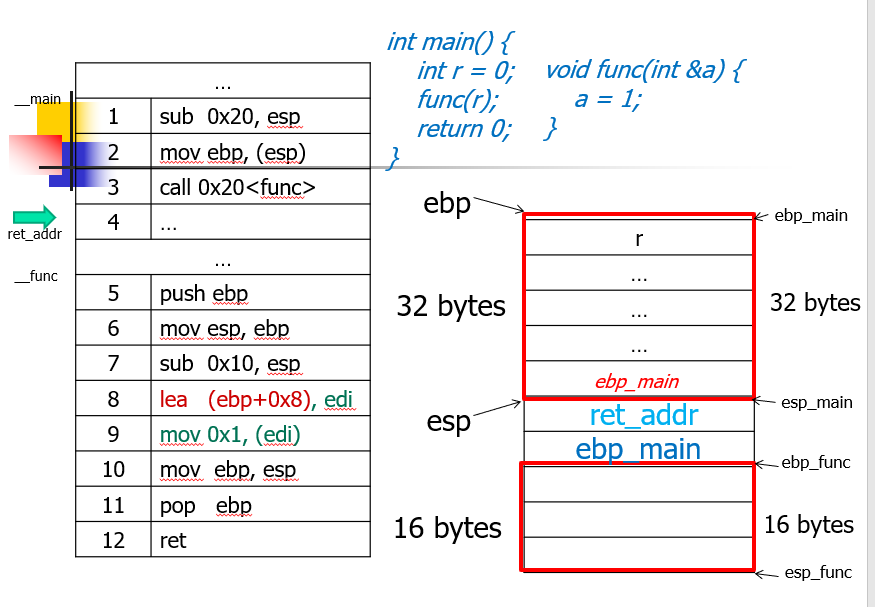 int main() {
int r = 0;
func(r);
return 0;
}
void func(int &a) {
a = 1;
}
__main
...
1 sub 0x20, esp
2 mov ebp, (esp)
3 call 0x20<func>
4 ...
ret_addr
...
__func
5 push ebp
6 mov esp, ebp
7 sub 0x10, esp
8 lea (ebp+0x8), edi
9 mov 0x1, (edi)
10 mov ebp, esp
11 pop ebp
12 ret
ebp
ebp_main
r
...
32 bytes
...
32 bytes
...
ebp_main
esp
esp_main
ret_addr
ebp_main
ebp_func
16 bytes
16 bytes
esp_func